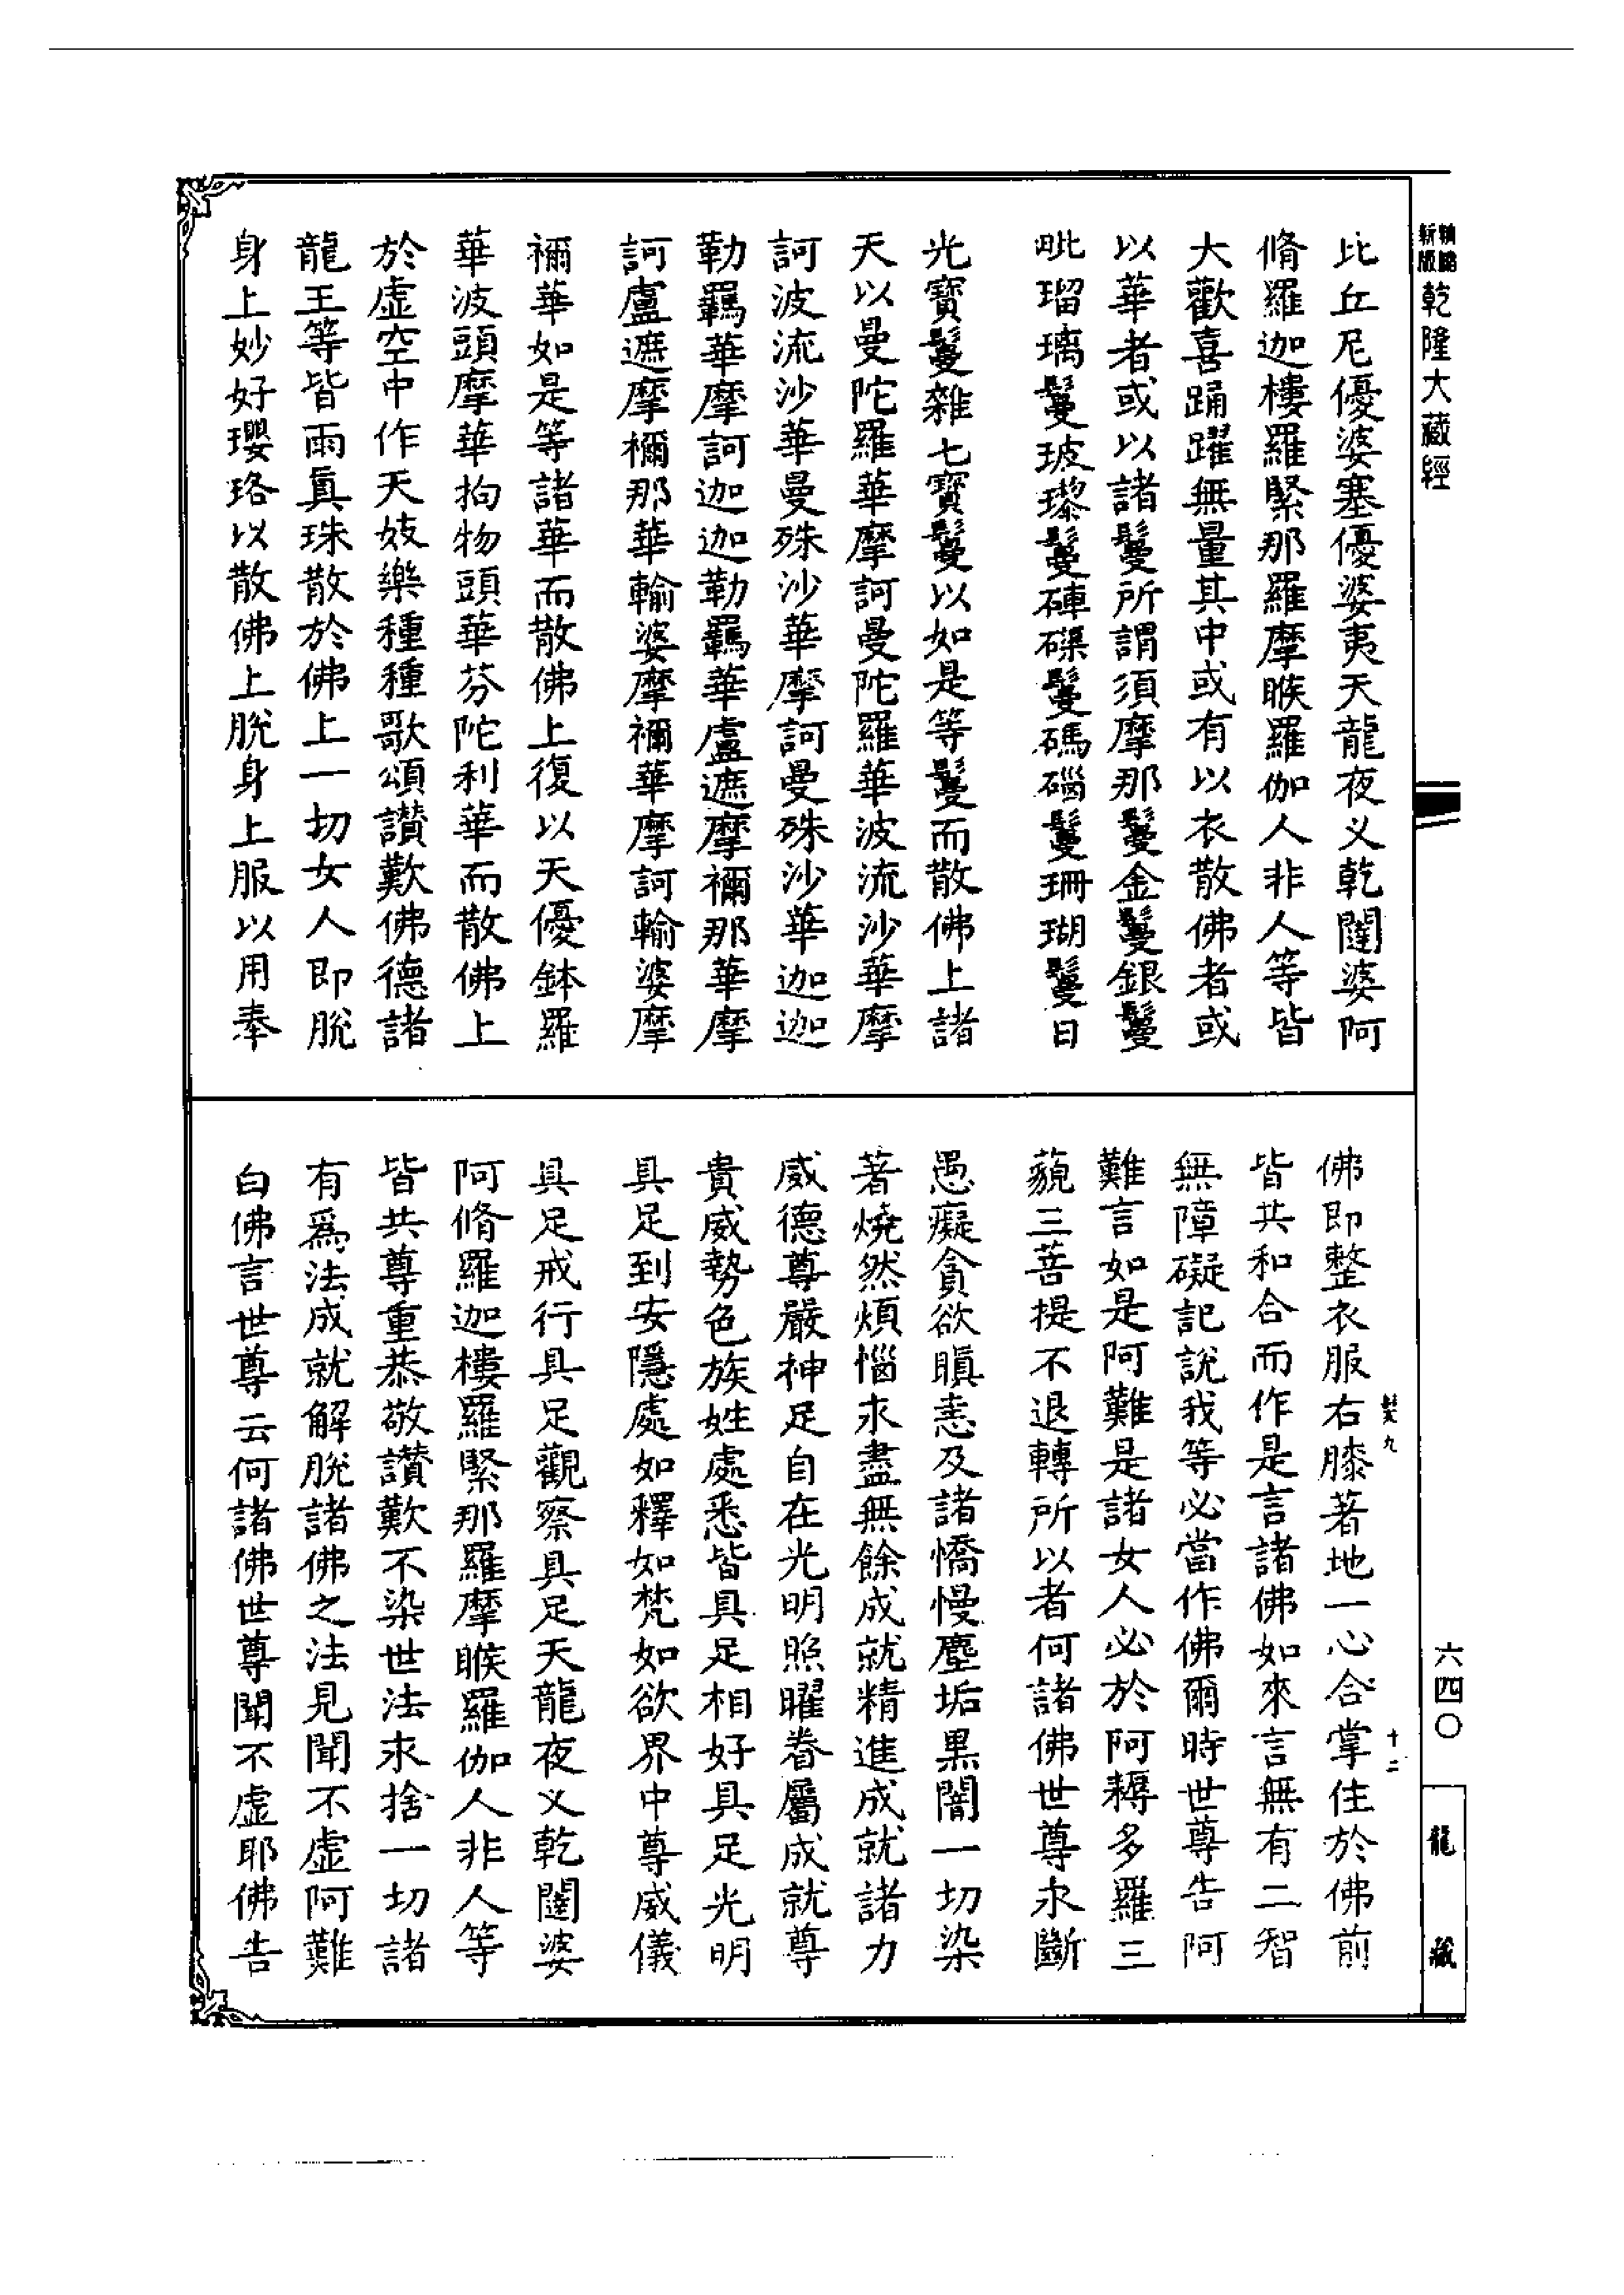 乾隆大藏經
比丘尼優婆塞優婆夷天龍夜乂乾闥婆阿
脩羅迦樓羅緊那羅摩睺羅伽人非人等皆
大歡喜踊躍無量其中或有以衣散佛者或
以華者或以諸鬘所謂須摩那鬘金鬘銀鬘
毗瑠璃鬘玻瓈鬘硨磲鬘碼碯鬘珊瑚鬘日
光寶鬘雜七寶鬘以如是等鬘而散佛上諸
天以曼陀羅華摩訶曼陀羅華波流沙華摩
訶波流沙華曼殊沙華摩訶曼殊沙華迦迦
勒羈華摩訶迦迦勒羈華盧遮摩禰那華摩
訶盧遮摩禰那華輸婆摩禰華摩訶輸婆摩
禰華如是等諸華而散佛上復以天優鉢羅
華波頭摩華拘物頭華芬陀利華而散佛上
於虛空中作天妓樂種種歌頌讚歎佛德諸
龍王等皆雨真珠散於佛上一切女人即脫
身上妙好瓔珞以散佛上脫身上服以用奉
佛即整衣服右膝著地一心合掌住於佛前
皆共和合而作是言諸佛如來言無有二智
無障礙記說我等必當作佛爾時世尊告阿
難言如是阿難是諸女人必於阿耨多羅三
藐三菩提不退轉所以者何諸佛世尊永斷
愚癡貪欲瞋恚及諸憍慢塵垢黑闇一切染
著燒然煩惱永盡無餘成就精進成就諸力
威德尊嚴神足自在光明照曜眷屬成就尊
貴威勢色族姓處悉皆具足相好具足光明
具足到安隱處如釋如梵如欲界中尊威儀
具足戒行具足觀察具足天龍夜乂乾闥婆
阿脩羅迦樓羅緊那羅摩睺羅伽人非人等
皆共尊重恭敬讚歎不染世法永捨一切諸
有爲法成就解脫諸佛之法見聞不虛阿難
白佛言世尊云何諸佛世尊聞不虛耶佛告
九
十二
六四〇
龍藏